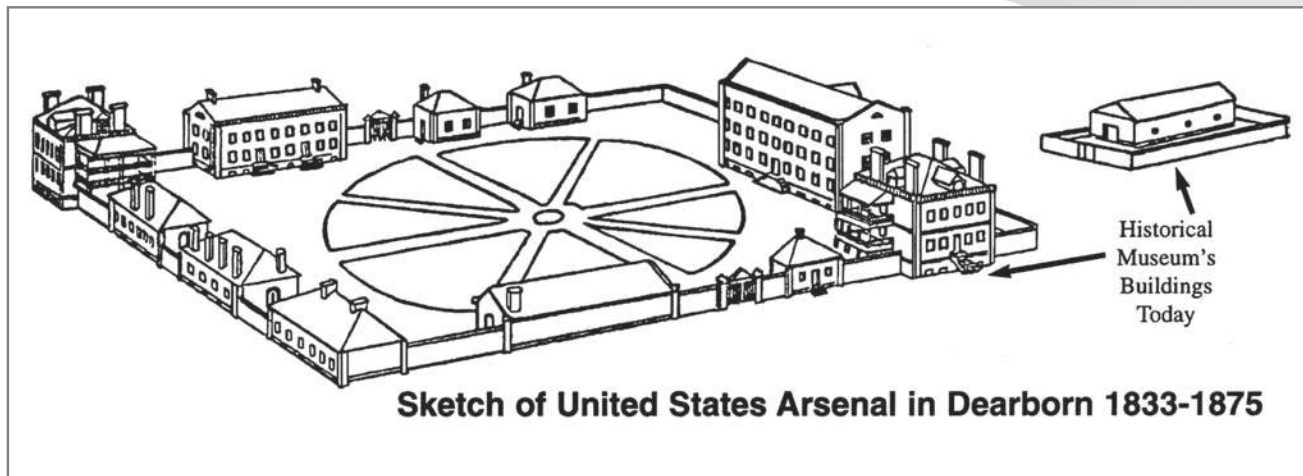 Historical
Museum's
Buildings
Today
Sketch of United States Arsenal in Dearborn 1833-1875